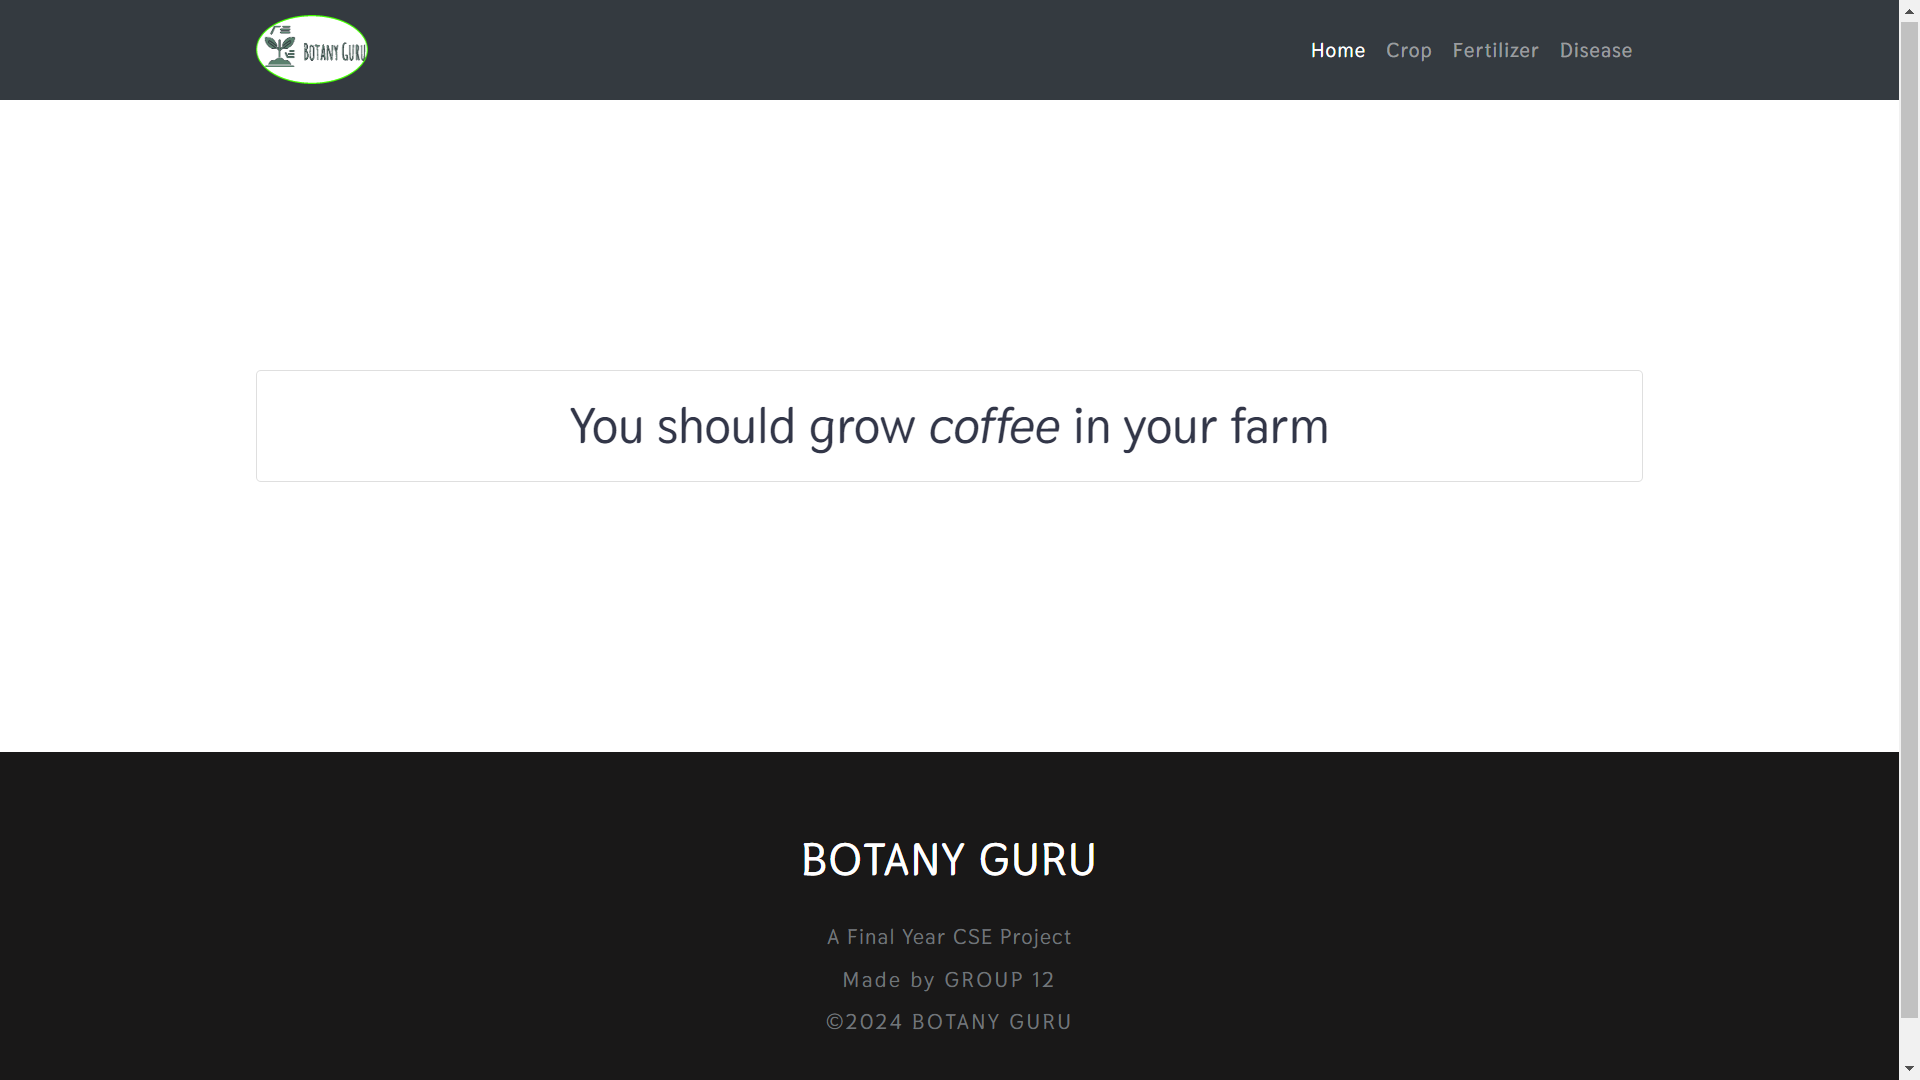 BOTANY GURU
Home Crop Fertilizer Disease
You should grow coffee in your farm
BOTANY GURU
A Final Year CSE Project
Made by GROUP 12
©2024 BOTANY GURU